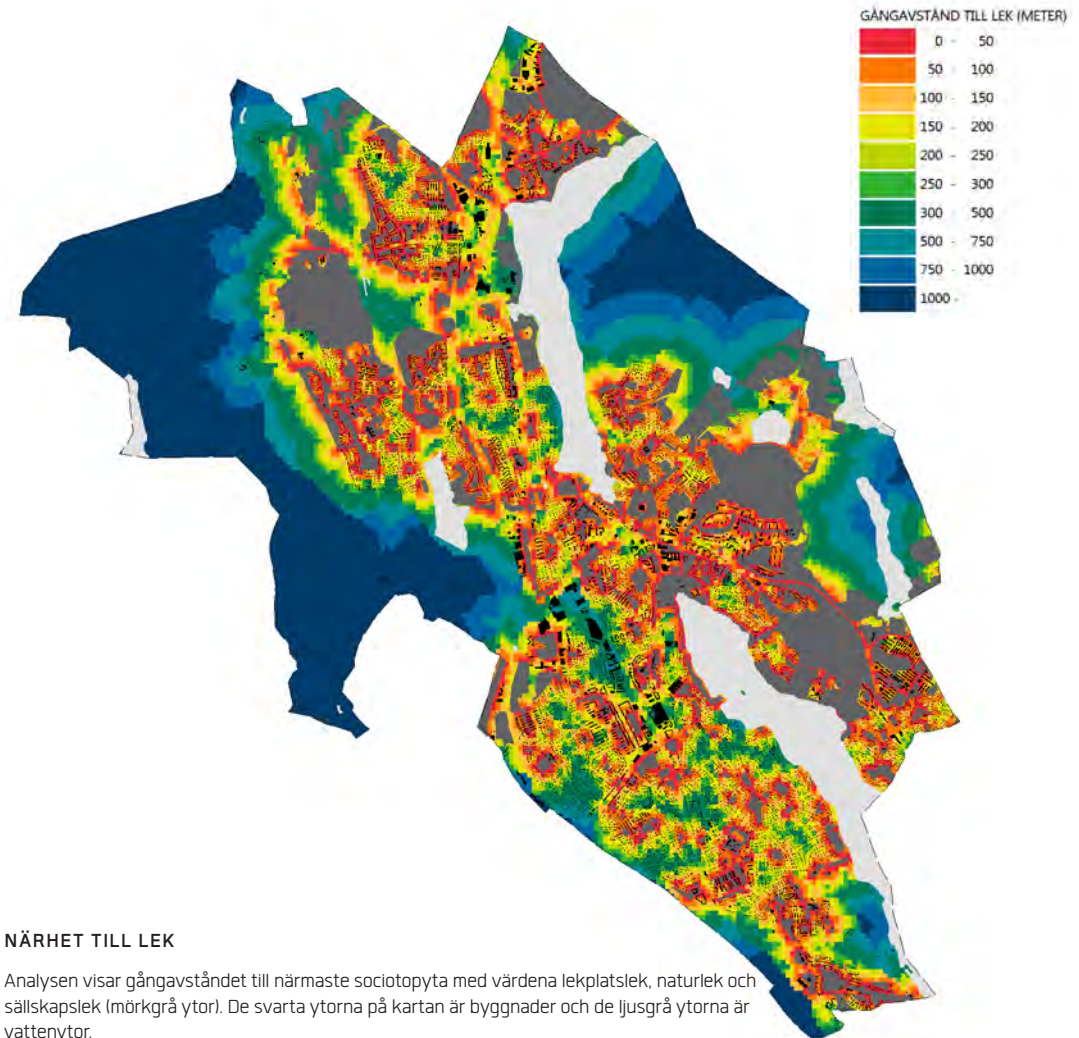 GÅNGAVSTÅND TILL LEK (METER)
0 - 50
50 - 100
100 - 150
150 - 200
200 - 250
250 - 300
300 - 500
500 - 750
750 - 1000
1000 -
NÄRHET TILL LEK
Analysen visar gångavståndet till närmaste sociotopyta med värdena lekplatslek, naturlek och
sällskapslek (mörkgrå ytor). De svarta ytorna på kartan är byggnader och de ljusgrå ytorna är
vattenytor.